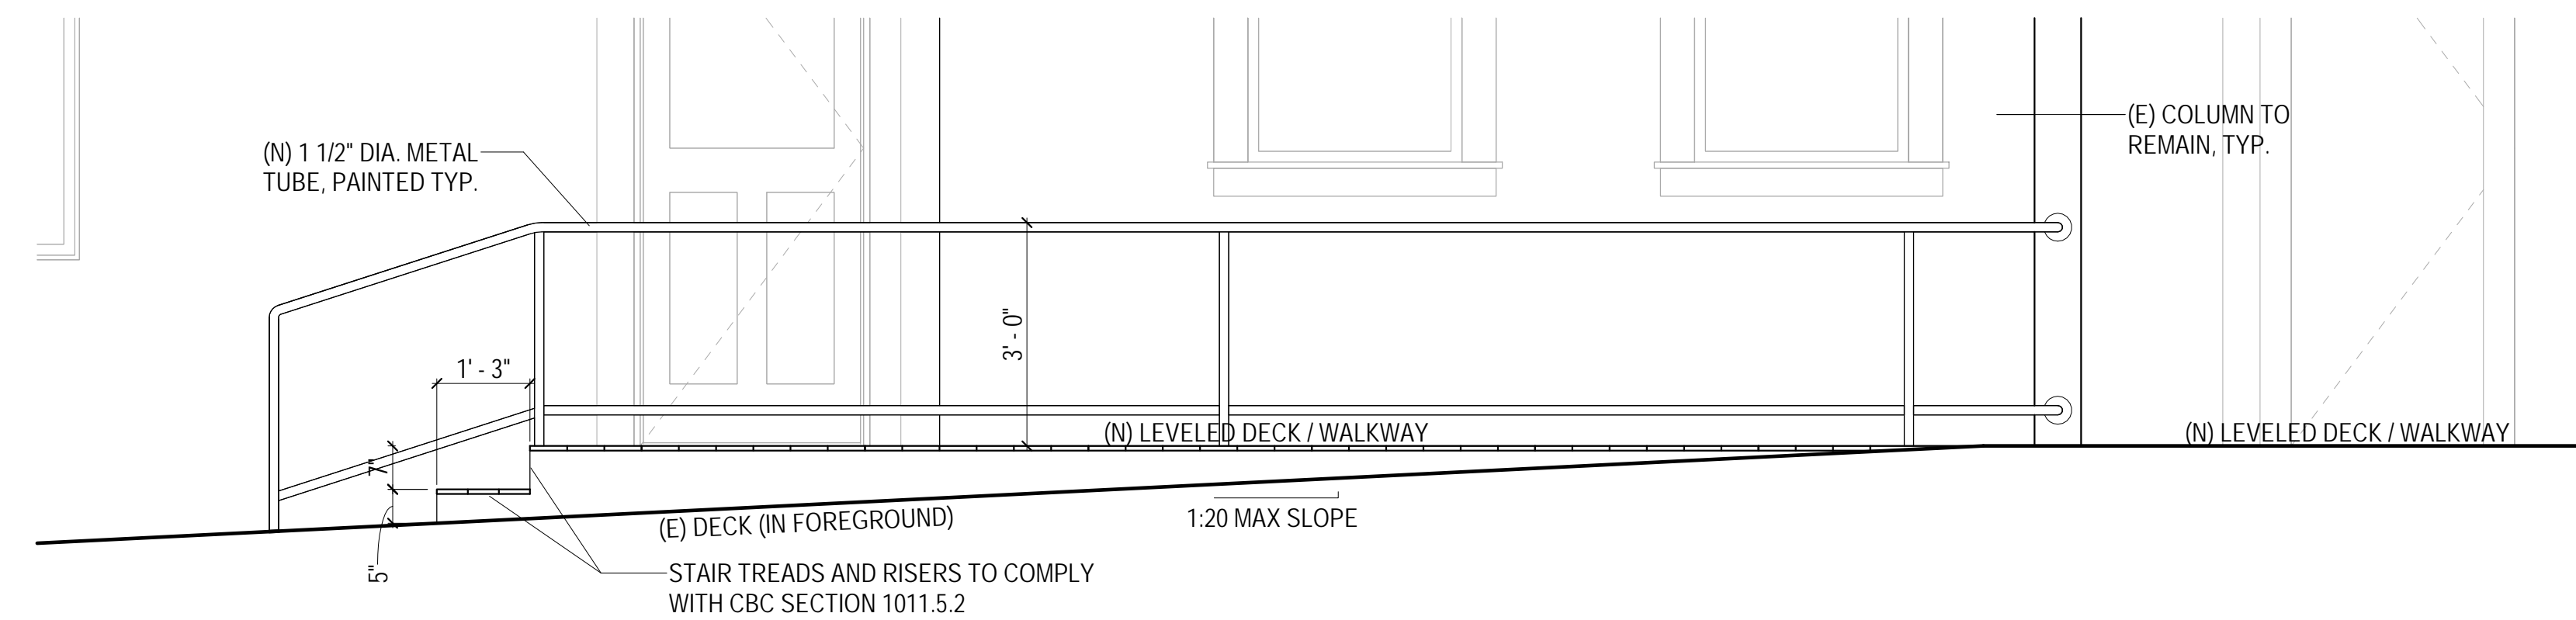 (N) 1 1/2" DIA. METAL
TUBE, PAINTED TYP.
(E) COLUMN TO
REMAIN, TYP.
3' - 0"
1' - 3"
7"
5"
(N) LEVELED DECK / WALKWAY
(N) LEVELED DECK / WALKWAY
(E) DECK (IN FOREGROUND)
1:20 MAX SLOPE
STAIR TREADS AND RISERS TO COMPLY
WITH CBC SECTION 1011.5.2